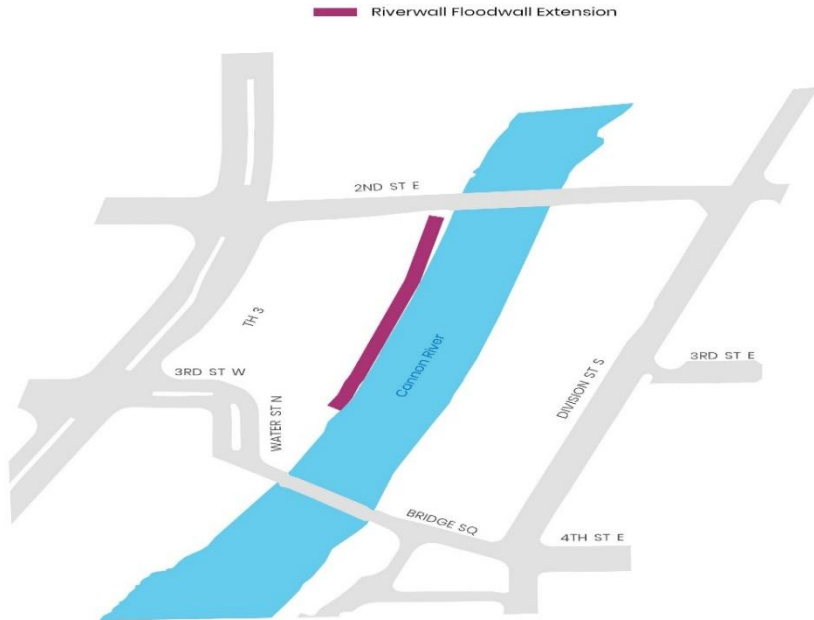 Riverwall Floodwall Extension
2ND ST E
TH 3
3RD ST W
WATER ST N
Cannon River
DIVISION ST S
3RD ST E
BRIDGE SQ
4TH ST E